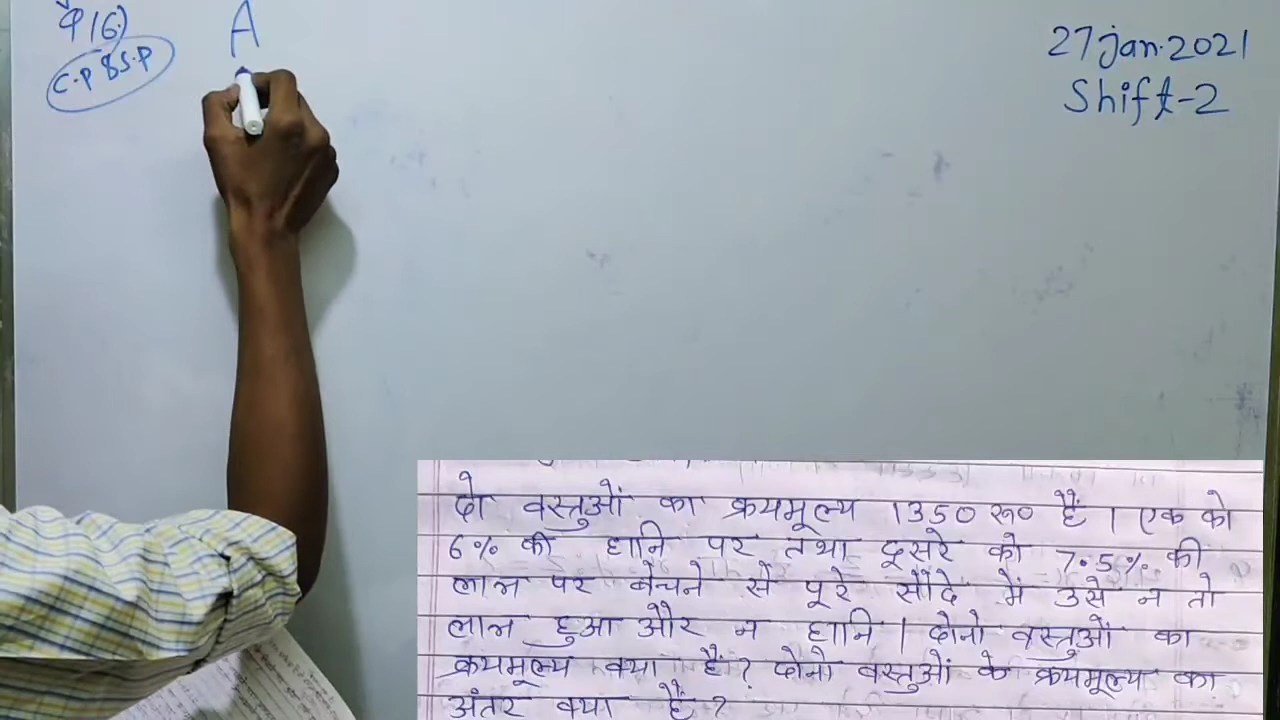 प्र(6)
C.P & S.P
A
27 jan. 2021
Shift-2
दो वस्तुओं का क्रयमूल्य 1350 रू० हैं । एक को
6% की हानि पर तथा दूसरे को 7.5% की
लाभ पर बेंचने से पूरे सौदे में उसे न तो
लाभ हुआ और न हानि । दोनो वस्तुओं का
क्रयमूल्य क्या है ? दोनो वस्तुओं के क्रयमूल्य का
अंतर क्या है ?